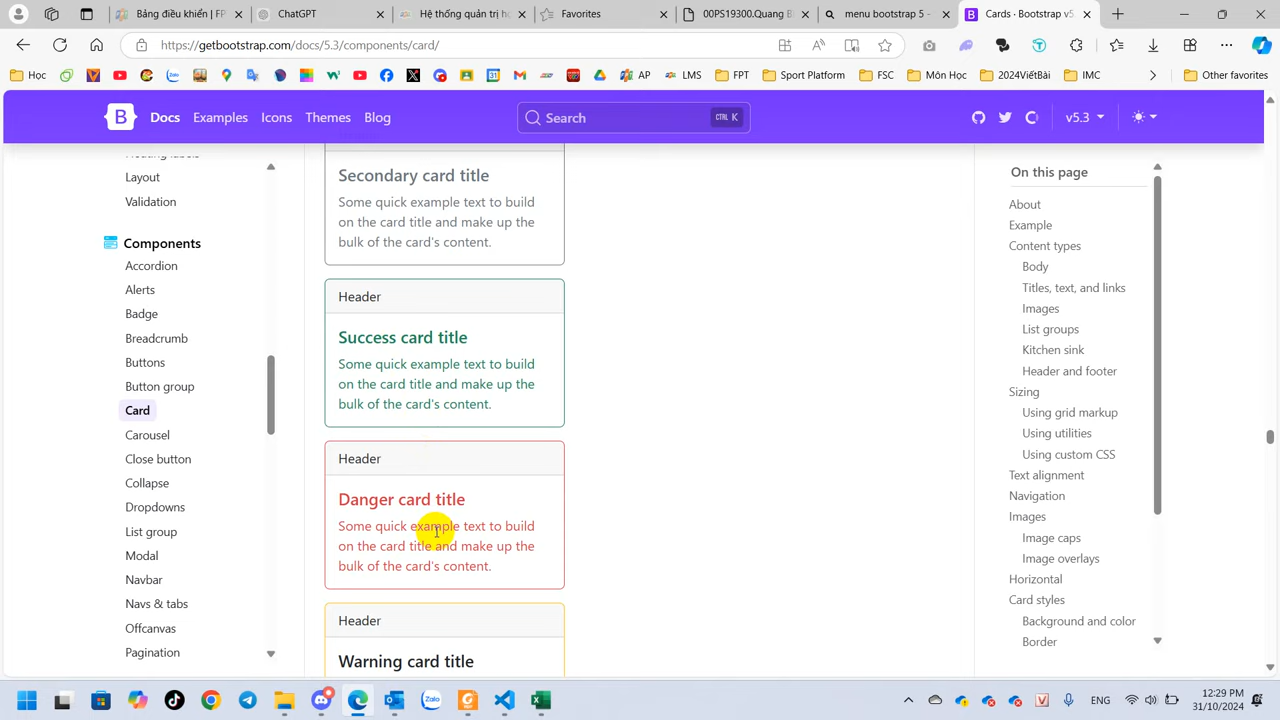 Bảng điều khiển | FP
ChatGPT
Hệ thống quản trị họ
Favorites
00PS19300.Quang B
menu bootstrap 5 -
Cards · Bootstrap v5.
https://getbootstrap.com/docs/5.3/components/card/
Học
AP
LMS
FPT
Sport Platform
FSC
Môn Học
2024ViếtBài
IMC
Other favorites
B
Docs
Examples
Icons
Themes
Blog
Search
CTRL K
v5.3
Layout
Validation
Components
Accordion
Alerts
Badge
Breadcrumb
Buttons
Button group
Card
Carousel
Close button
Collapse
Dropdowns
List group
Modal
Navbar
Navs & tabs
Offcanvas
Pagination
Secondary card title
Some quick example text to build
on the card title and make up the
bulk of the card's content.
Header
Success card title
Some quick example text to build
on the card title and make up the
bulk of the card's content.
Header
Danger card title
Some quick example text to build
on the card title and make up the
bulk of the card's content.
Header
Warning card title
On this page
About
Example
Content types
Body
Titles, text, and links
Images
List groups
Kitchen sink
Header and footer
Sizing
Using grid markup
Using utilities
Using custom CSS
Text alignment
Navigation
Images
Image caps
Image overlays
Horizontal
Card styles
Background and color
Border
Zalo
ENG
12:29 PM
31/10/2024